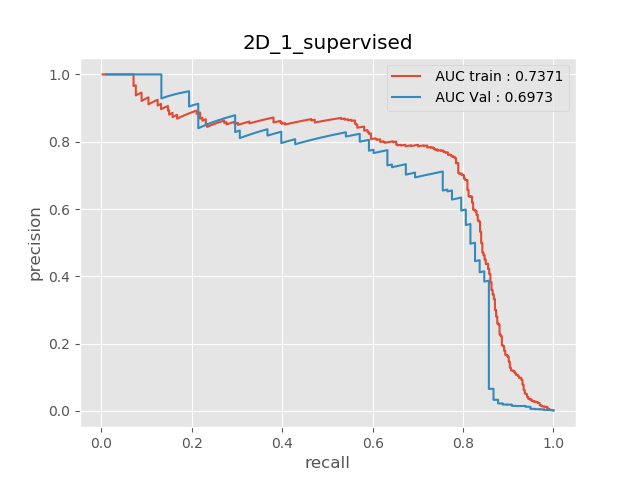 2D_1_supervised
AUC train : 0.7371
AUC Val : 0.6973
precision
1.0
0.8
0.6
0.4
0.2
0.0
0.0 0.2 0.4 0.6 0.8 1.0
recall